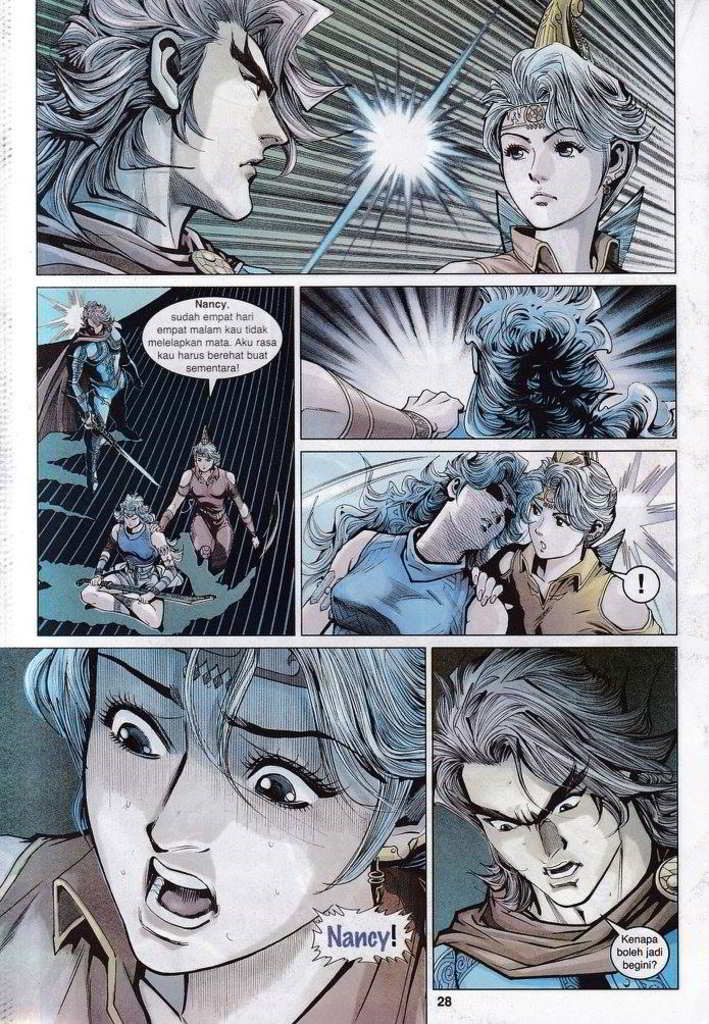 Nancy,
sudah empat hari
empat malam kau tidak
melelapkan mata. Aku rasa
kau harus berehat buat
sementara!
!
Nancy!
Kenapa
boleh jadi
begini?
28